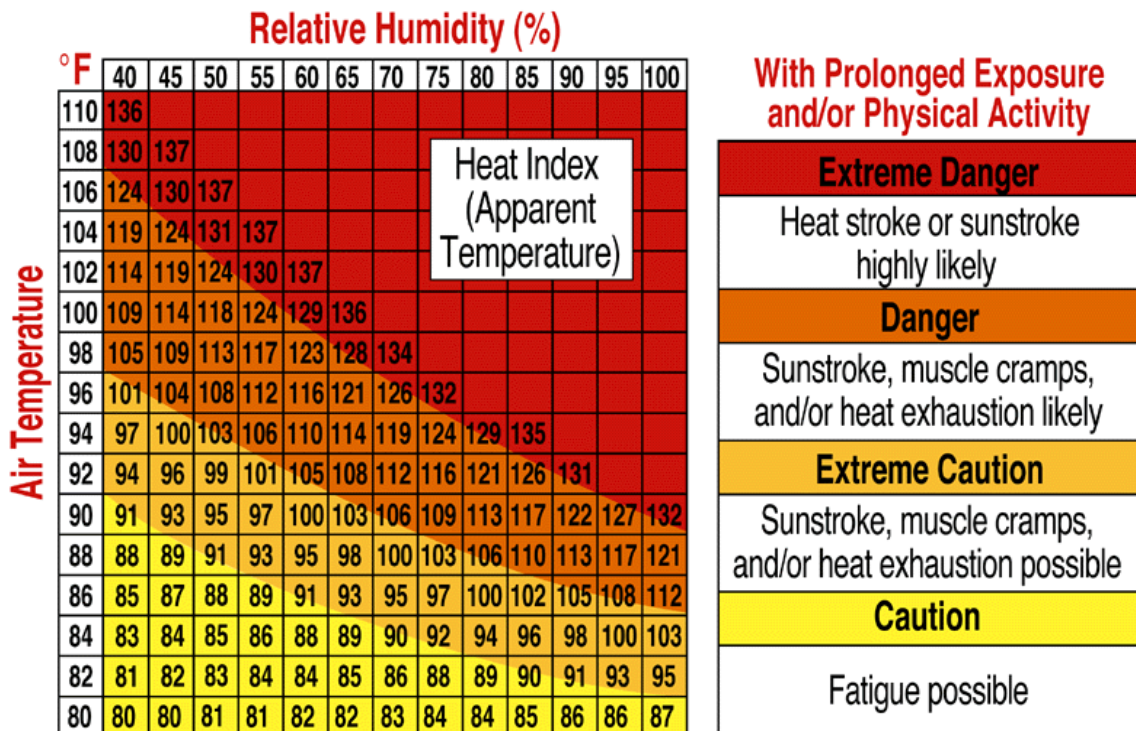 Relative Humidity (%)
°F 40 45 50 55 60 65 70 75 80 85 90 95 100
110 136
108 130 137
106 124 130 137
104 119 124 131 137
102 114 119 124 130 137
100 109 114 118 124 129 136
98 105 109 113 117 123 128 134
96 101 104 108 112 116 121 126 132
94 97 100 103 106 110 114 119 124 129 135
92 94 96 99 101 105 108 112 116 121 126 131
90 91 93 95 97 100 103 106 109 113 117 122 127 132
88 88 89 91 93 95 98 100 103 106 110 113 117 121
86 85 87 88 89 91 93 95 97 100 102 105 108 112
84 83 84 85 86 88 89 90 92 94 96 98 100 103
82 81 82 83 84 84 85 86 88 89 90 91 93 95
80 80 80 81 81 82 82 83 84 84 85 86 86 87
Air Temperature
Heat Index
(Apparent
Temperature)
With Prolonged Exposure
and/or Physical Activity
Extreme Danger
Heat stroke or sunstroke
highly likely
Danger
Sunstroke, muscle cramps,
and/or heat exhaustion likely
Extreme Caution
Sunstroke, muscle cramps,
and/or heat exhaustion possible
Caution
Fatigue possible